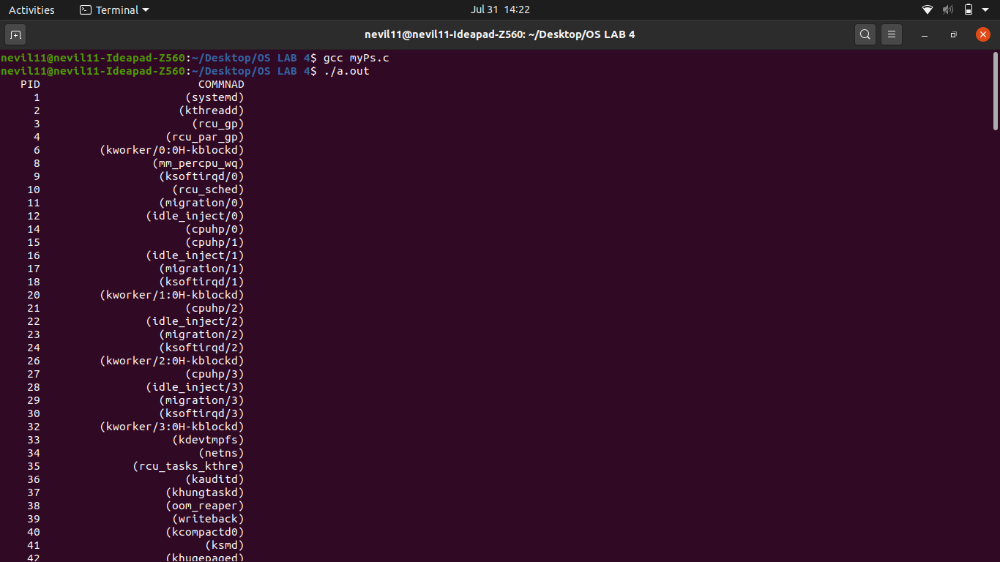 Activities Terminal Jul 31 14:22
nevil11@nevil11-Ideapad-Z560: ~/Desktop/OS LAB 4
nevil11@nevil11-Ideapad-Z560:~/Desktop/OS LAB 4$ gcc myPs.c
nevil11@nevil11-Ideapad-Z560:~/Desktop/OS LAB 4$ ./a.out
PID COMMNAD
1 (systemd)
2 (kthreadd)
3 (rcu_gp)
4 (rcu_par_gp)
6 (kworker/0:0H-kblockd)
8 (mm_percpu_wq)
9 (ksoftirqd/0)
10 (rcu_sched)
11 (migration/0)
12 (idle_inject/0)
14 (cpuhp/0)
15 (cpuhp/1)
16 (idle_inject/1)
17 (migration/1)
18 (ksoftirqd/1)
20 (kworker/1:0H-kblockd)
21 (cpuhp/2)
22 (idle_inject/2)
23 (migration/2)
24 (ksoftirqd/2)
26 (kworker/2:0H-kblockd)
27 (cpuhp/3)
28 (idle_inject/3)
29 (migration/3)
30 (ksoftirqd/3)
32 (kworker/3:0H-kblockd)
33 (kdevtmpfs)
34 (netns)
35 (rcu_tasks_kthre)
36 (kauditd)
37 (khungtaskd)
38 (oom_reaper)
39 (writeback)
40 (kcompactd0)
41 (ksmd)
42 (khugepaged)